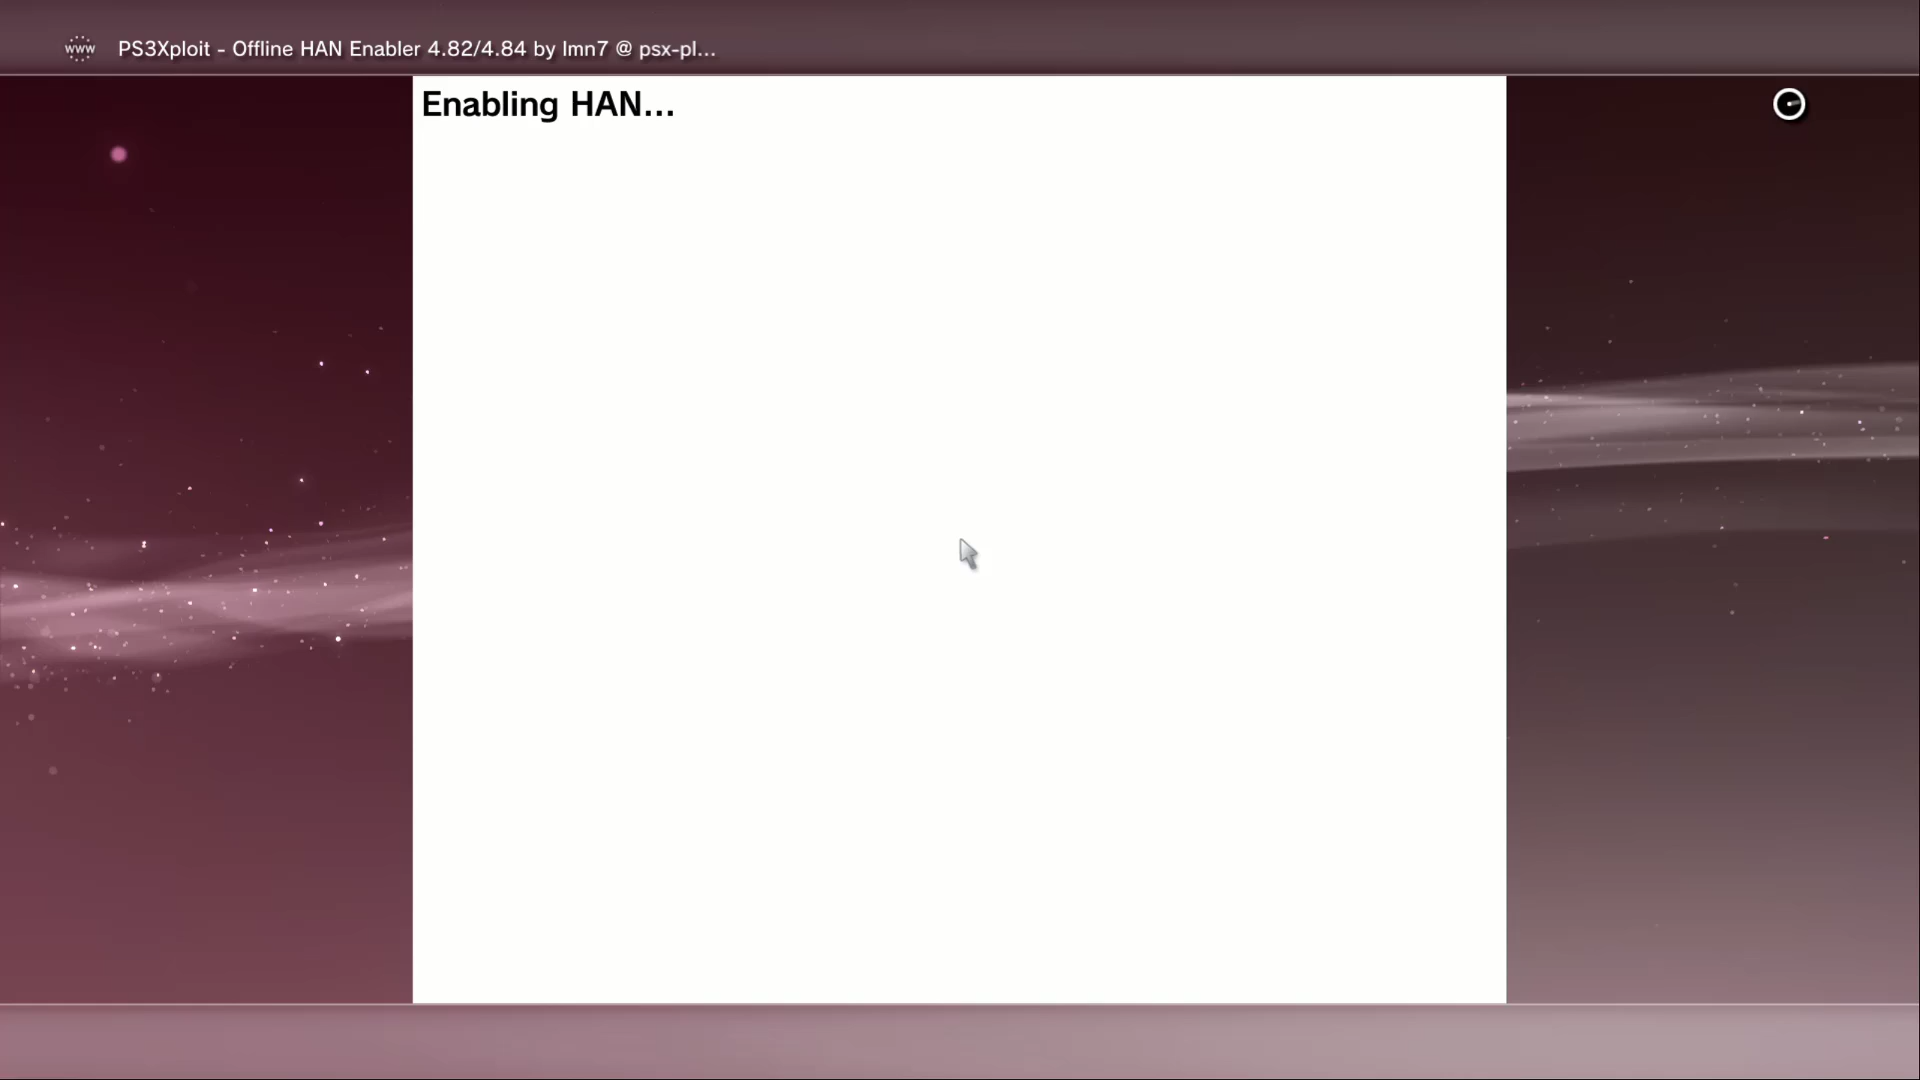 www PS3Xploit - Offline HAN Enabler 4.82/4.84 by lmn7 @ psx-pl...
Enabling HAN...